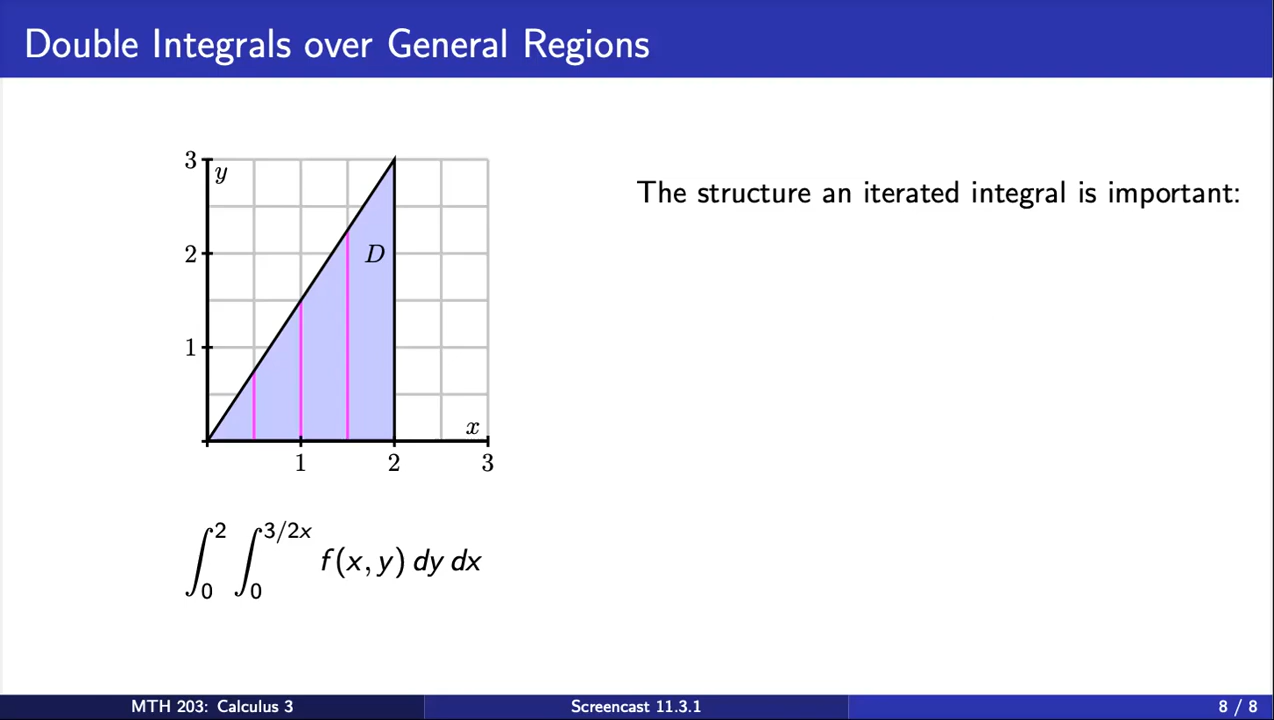 Double Integrals over General Regions
3
y
2
D
1
x
1 2 3
The structure an iterated integral is important:
∫₀² ∫₀^{3/2x} f(x, y) dy dx
MTH 203: Calculus 3
Screencast 11.3.1
8 / 8